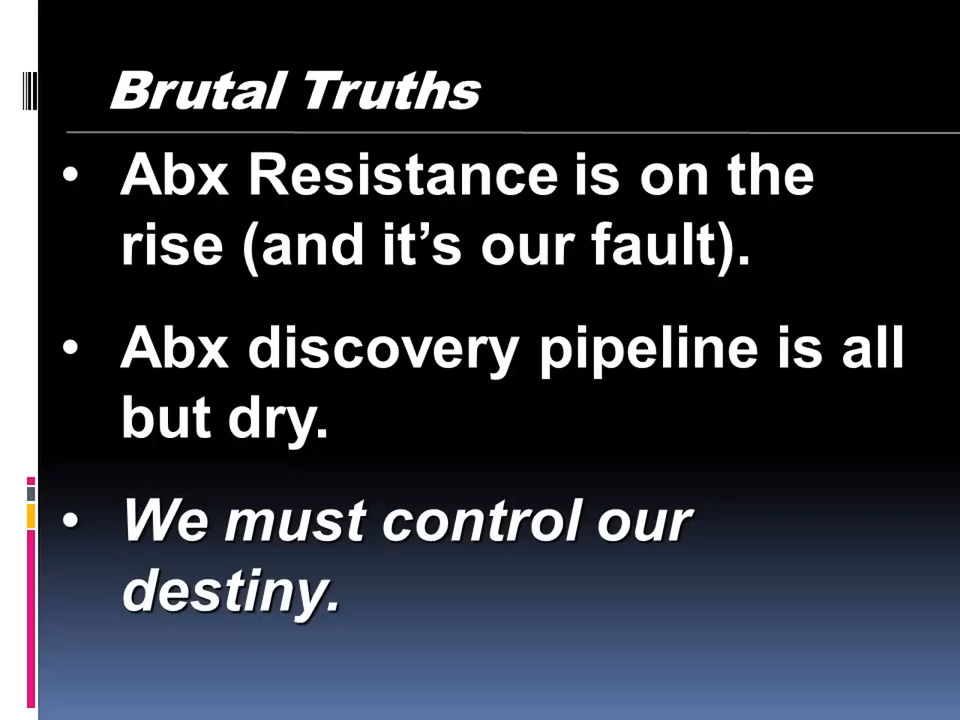 Brutal Truths
• Abx Resistance is on the
rise (and it’s our fault).
• Abx discovery pipeline is all
but dry.
• We must control our
destiny.